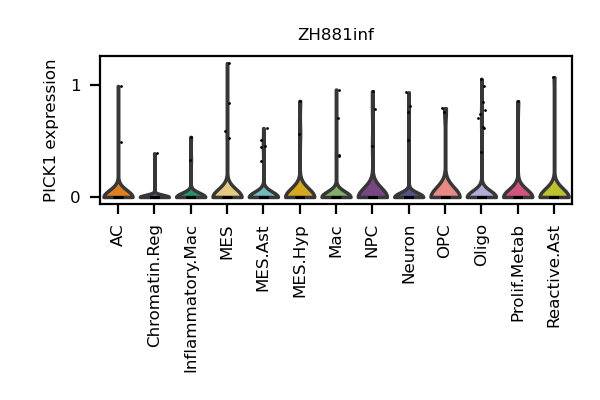 ZH881inf
PICK1 expression
1
0
AC
Chromatin.Reg
Inflammatory.Mac
MES
MES.Ast
MES.Hyp
Mac
NPC
Neuron
OPC
Oligo
Prolif.Metab
Reactive.Ast